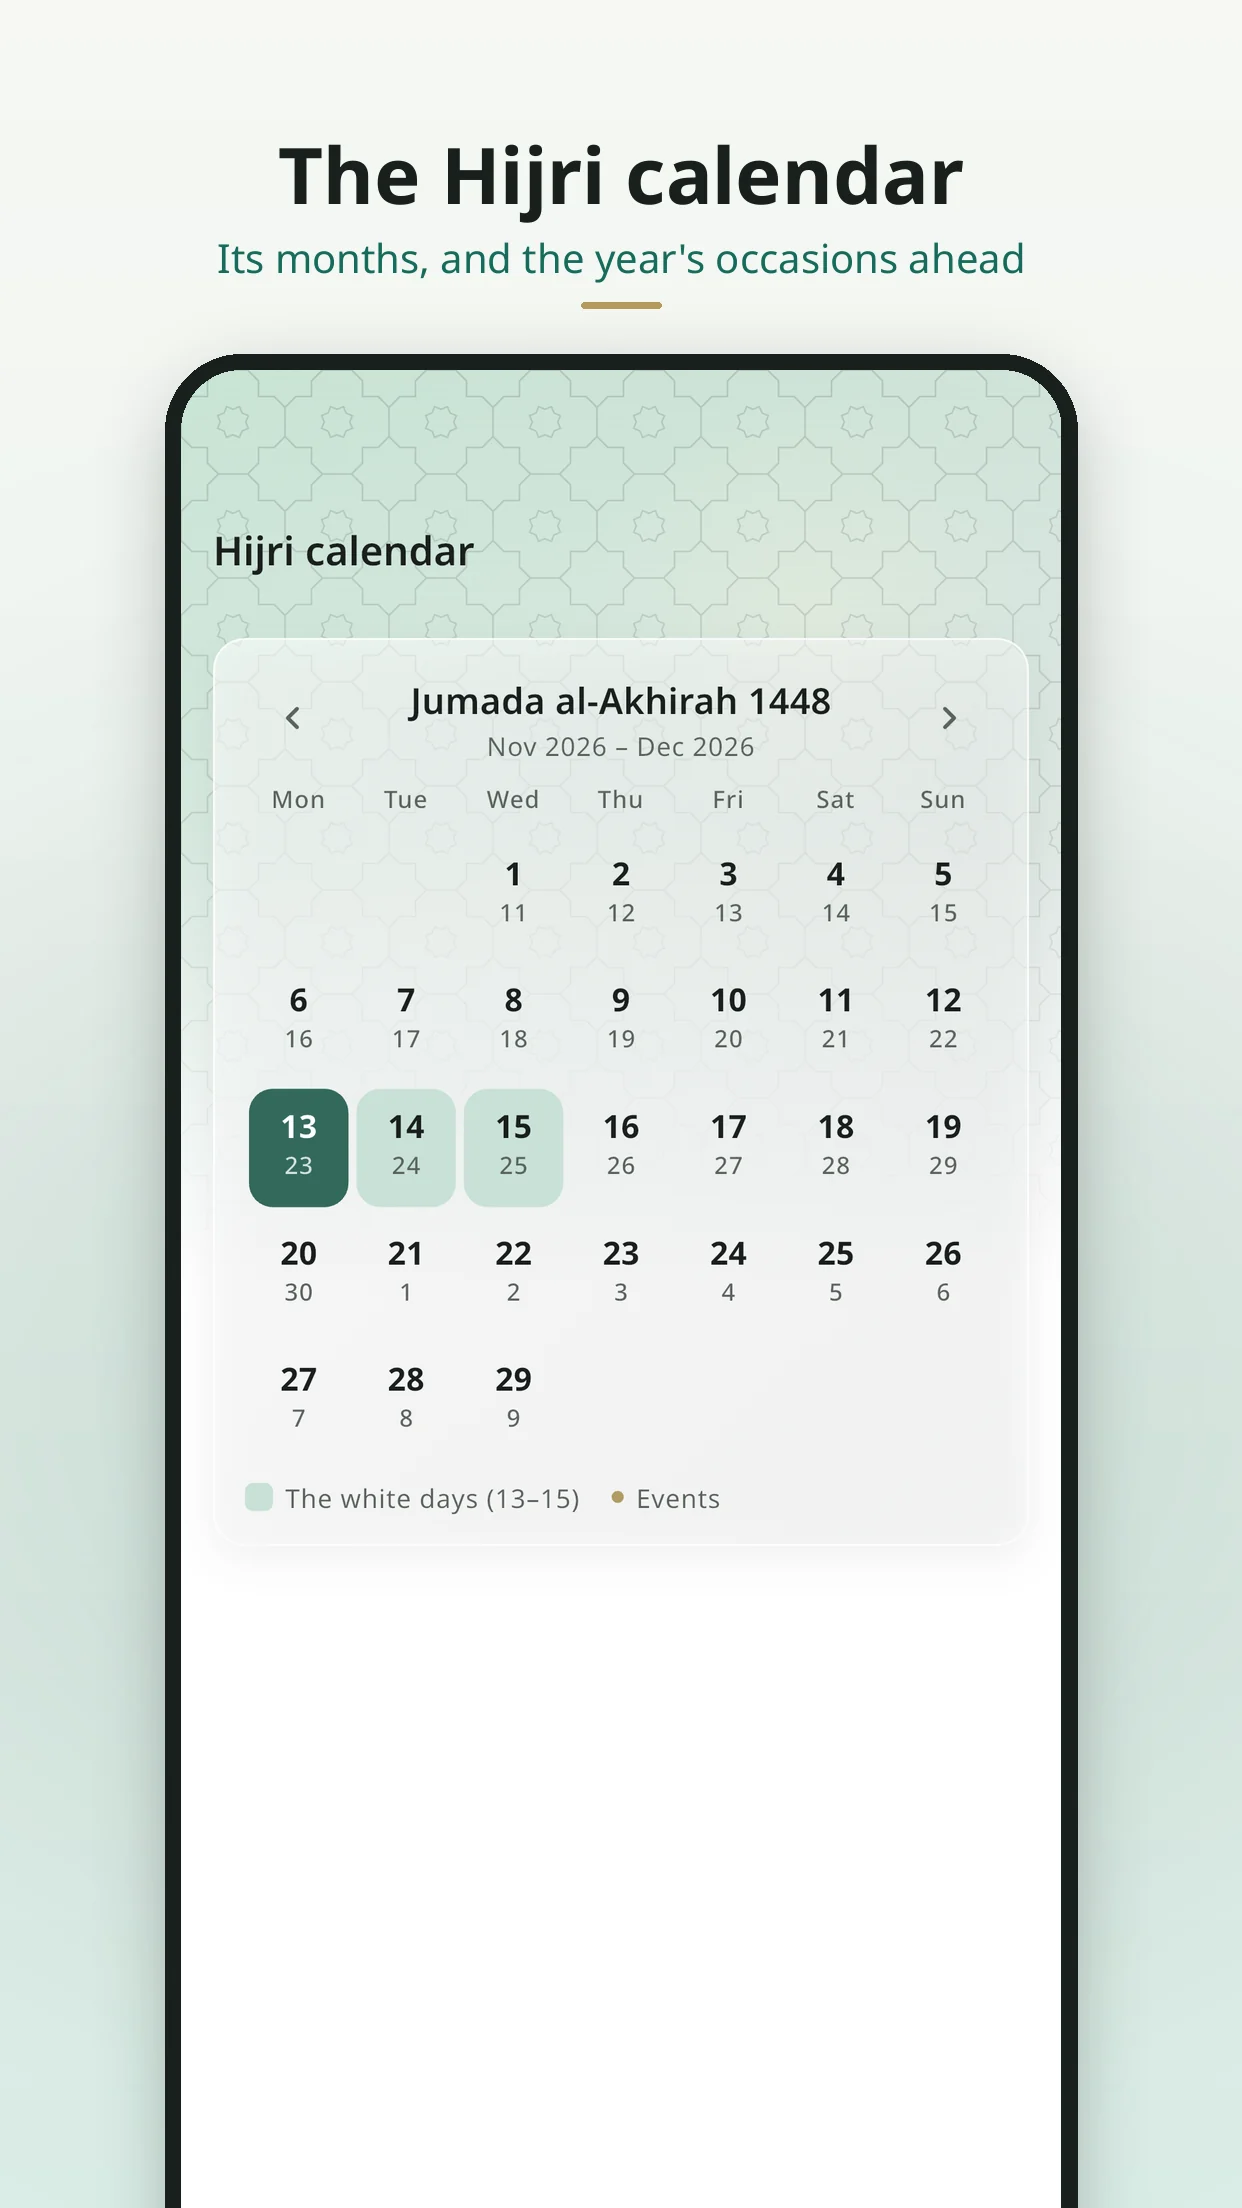 The Hijri calendar
Its months, and the year's occasions ahead
Hijri calendar
Jumada al-Akhirah 1448
Nov 2026 – Dec 2026
Mon Tue Wed Thu Fri Sat Sun
1 2 3 4 5
11 12 13 14 15
6 7 8 9 10 11 12
16 17 18 19 20 21 22
13 14 15 16 17 18 19
23 24 25 26 27 28 29
20 21 22 23 24 25 26
30 1 2 3 4 5 6
27 28 29
7 8 9
The white days (13–15) Events